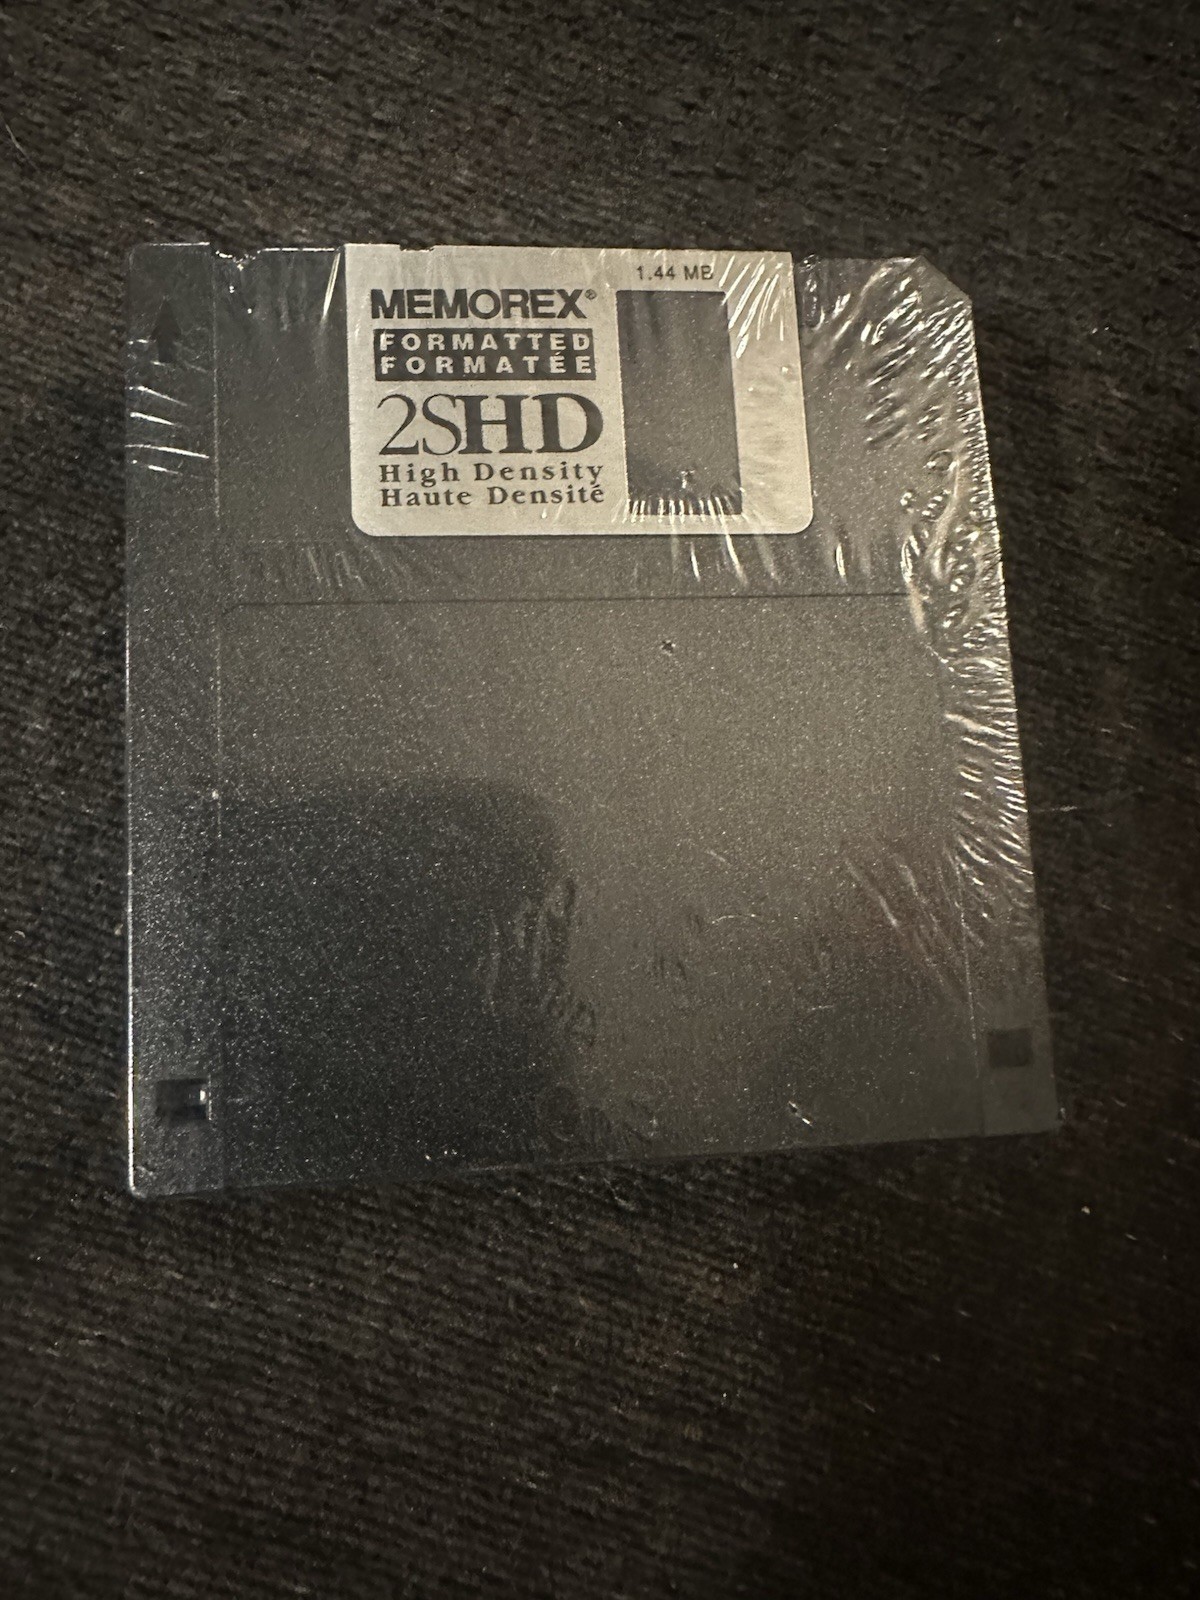 1.44 MB
MEMOREX®
FORMATTED
FORMATÉE
2SHD
High Density
Haute Densité